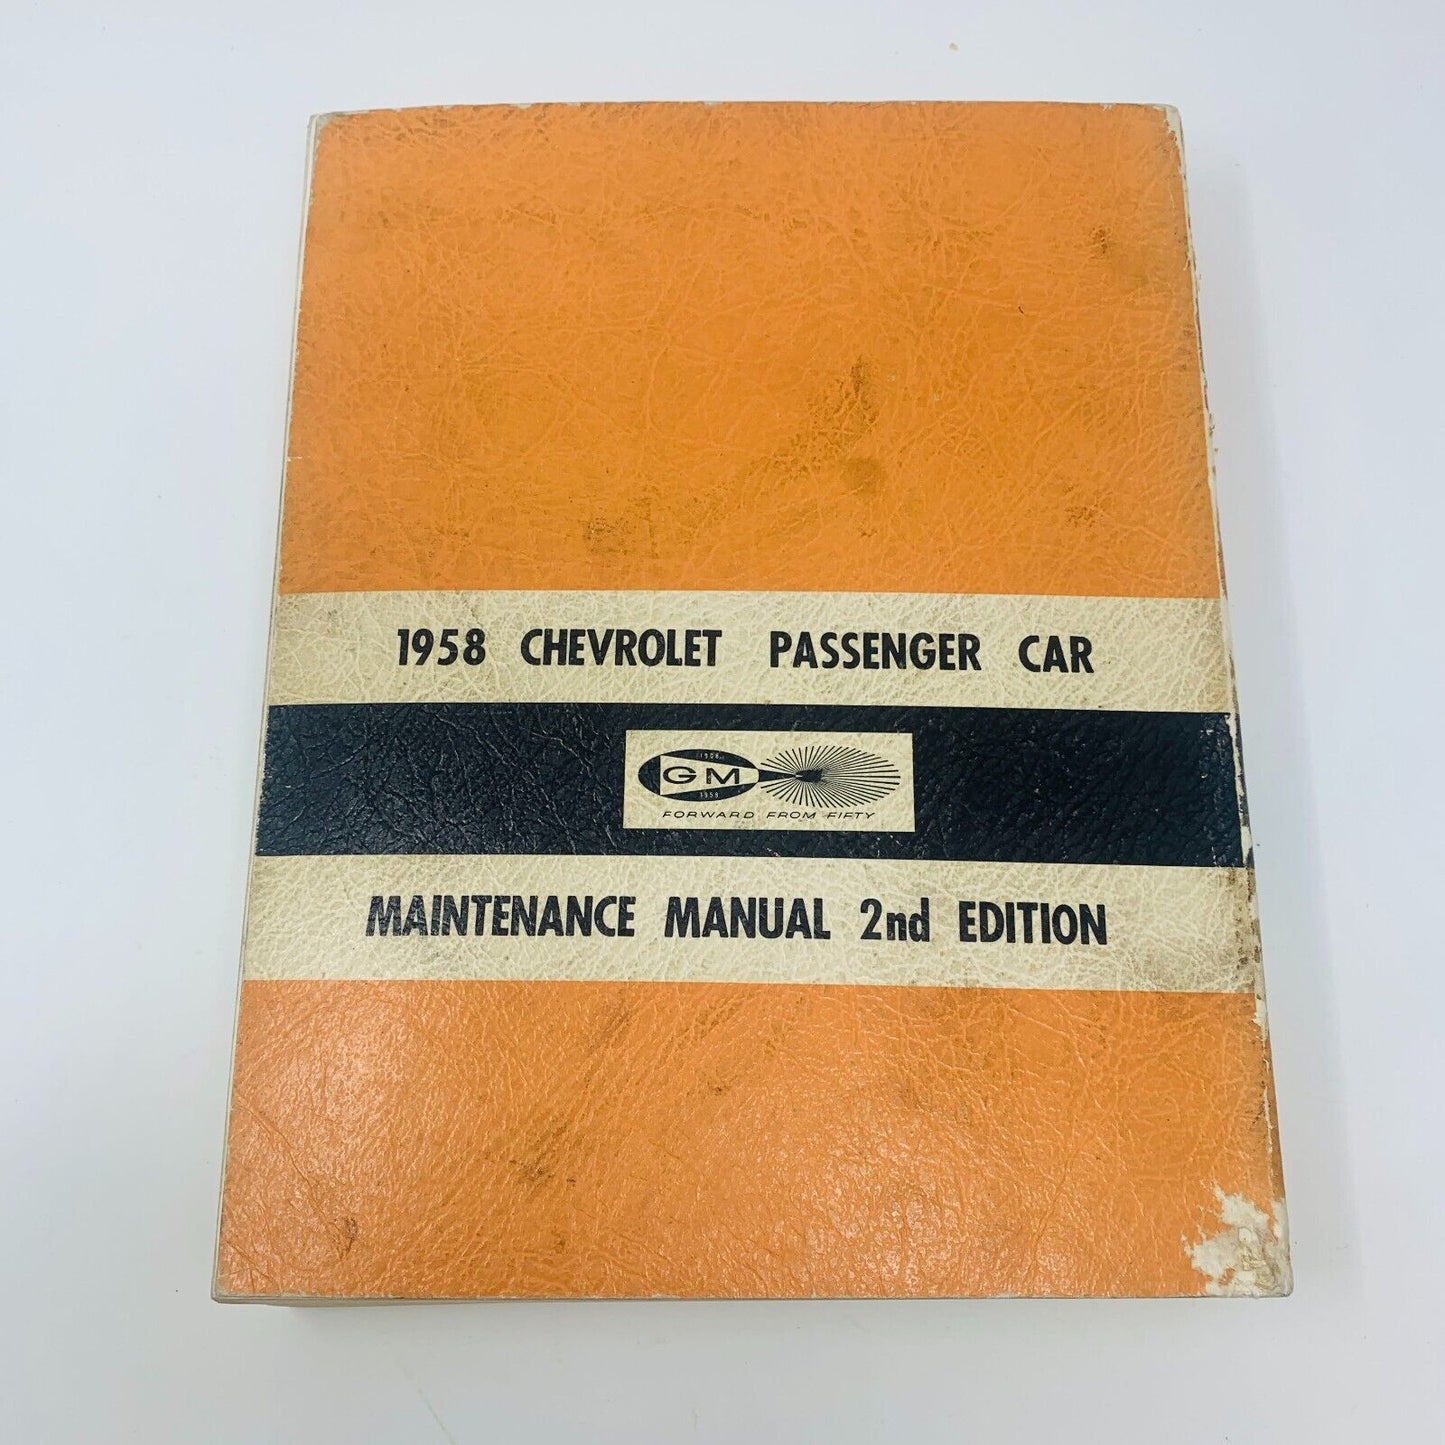 1958 CHEVROLET PASSENGER CAR
1908
GM
1958
FORWARD FROM FIFTY
MAINTENANCE MANUAL 2nd EDITION